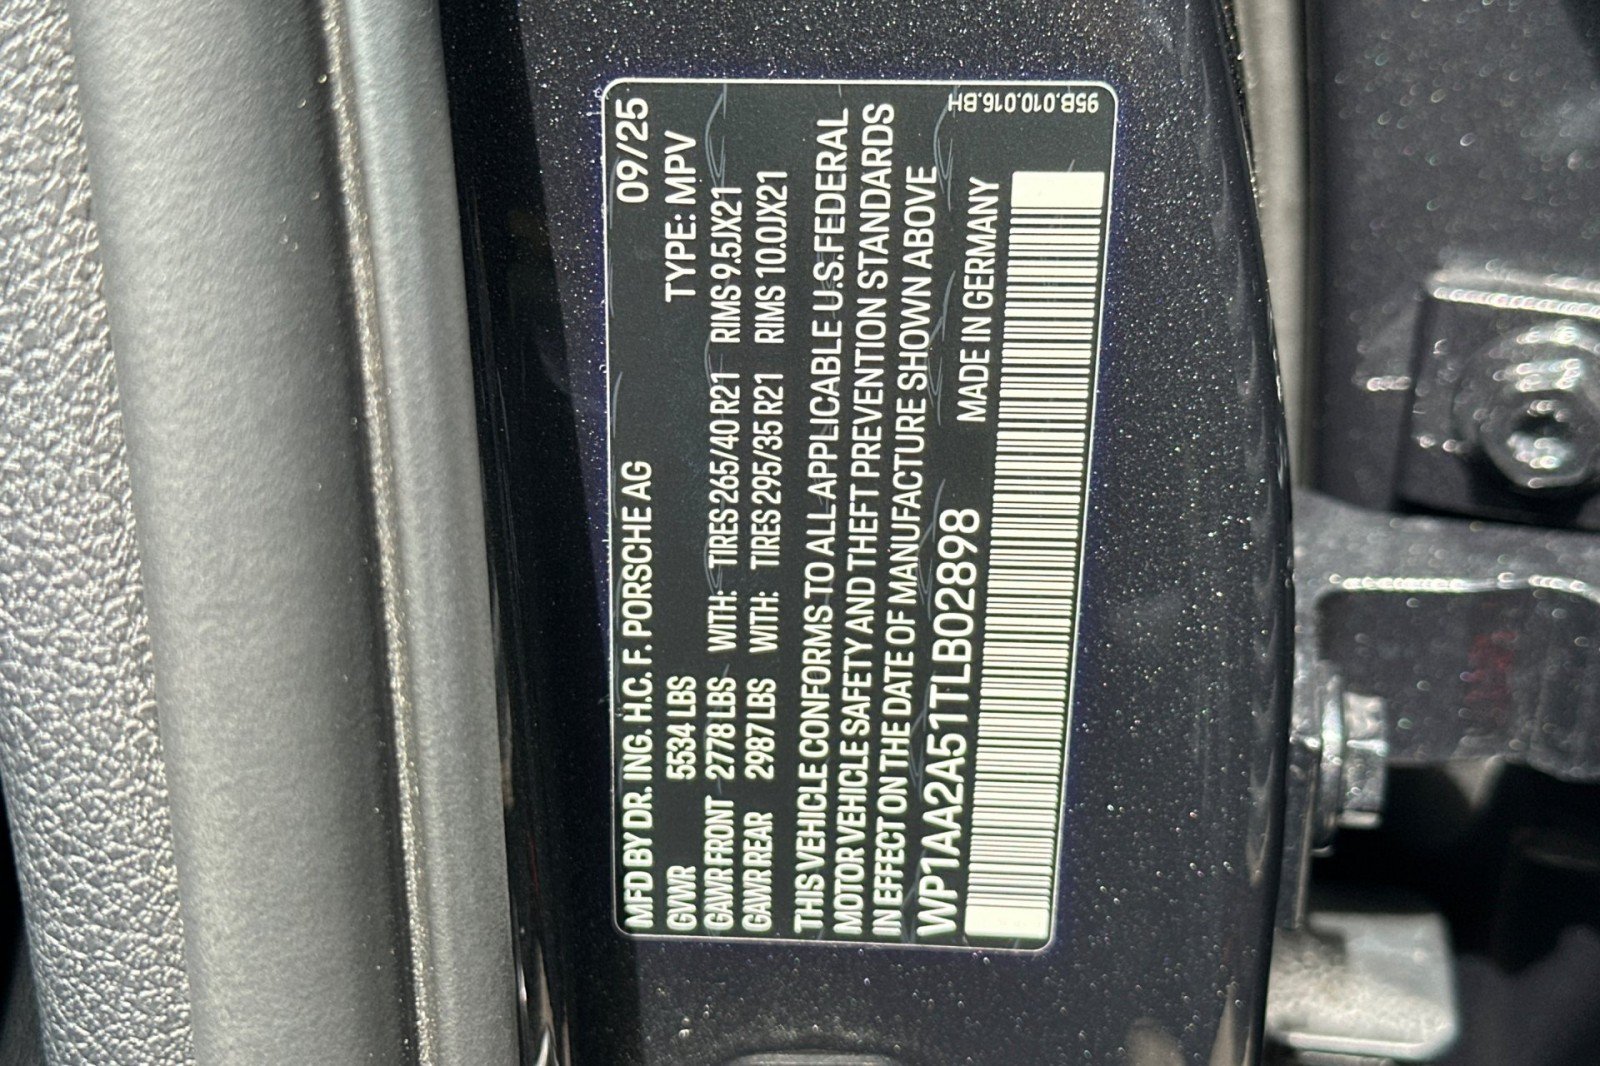 MFD BY DR. ING. H.C. F. PORSCHE AG 09/25
GVWR 5534 LBS TYPE: MPV
GAWR FRONT 2778 LBS WITH: TIRES 265/40 R21 RIMS 9.5JX21
GAWR REAR 2987 LBS WITH: TIRES 295/35 R21 RIMS 10.0JX21
THIS VEHICLE CONFORMS TO ALL APPLICABLE U.S. FEDERAL
MOTOR VEHICLE SAFETY AND THEFT PREVENTION STANDARDS
IN EFFECT ON THE DATE OF MANUFACTURE SHOWN ABOVE
WP1AA2A51TLB02898 MADE IN GERMANY
95B.010.016.BH